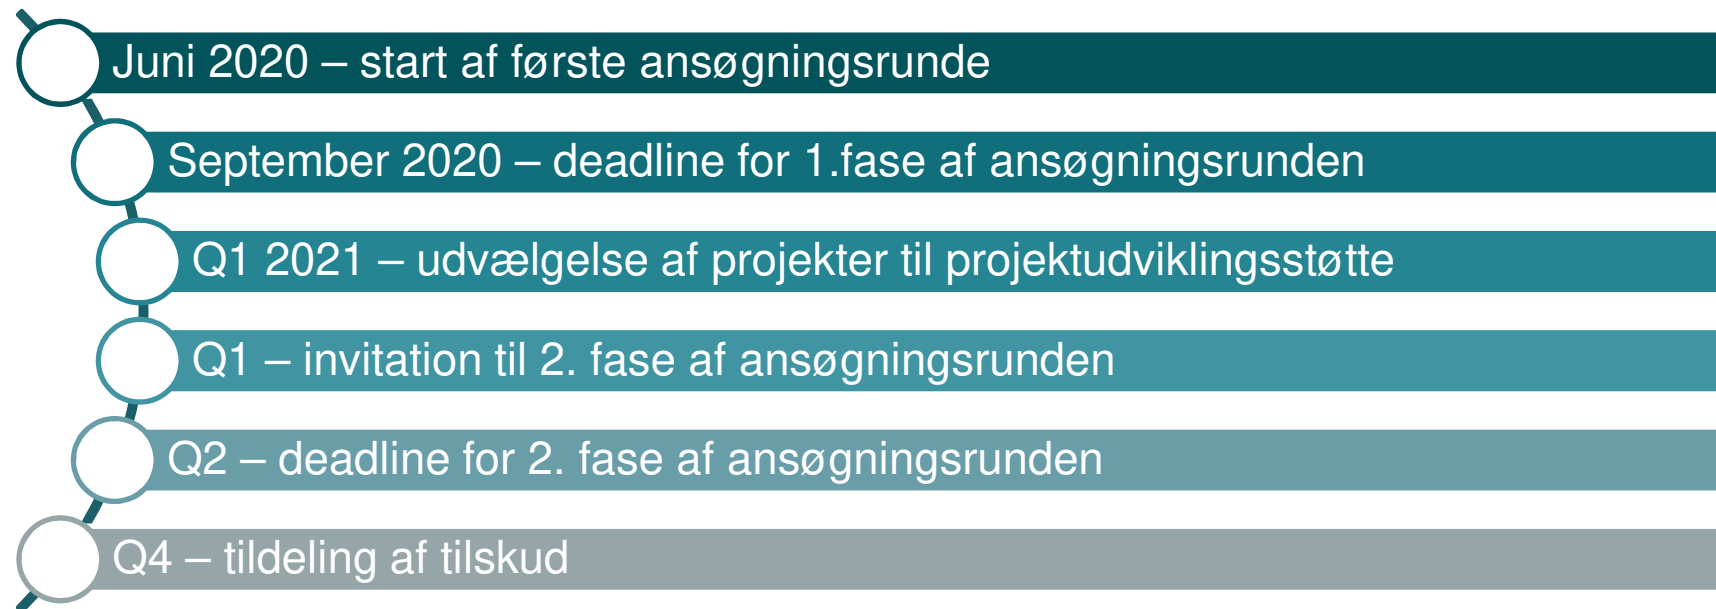 Juni 2020 – start af første ansøgningsrunde
September 2020 – deadline for 1.fase af ansøgningsrunden
Q1 2021 – udvælgelse af projekter til projektudviklingsstøtte
Q1 – invitation til 2. fase af ansøgningsrunden
Q2 – deadline for 2. fase af ansøgningsrunden
Q4 – tildeling af tilskud